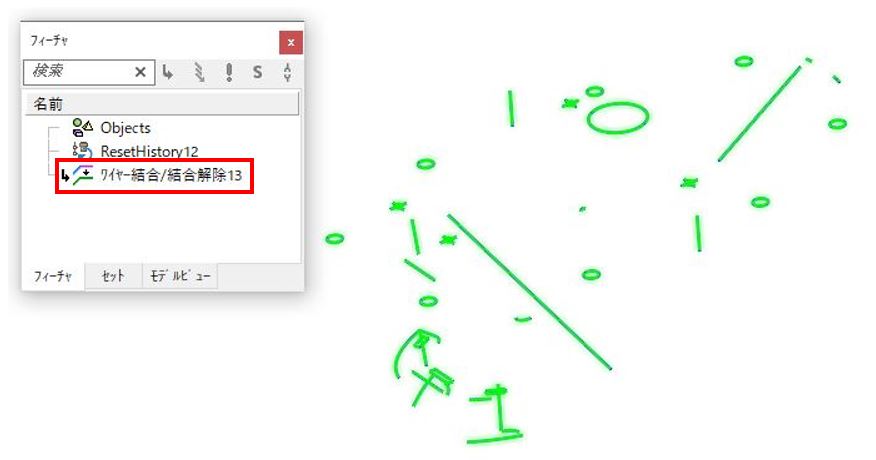 フィーチャ
x
検索
S
名前
Objects
ResetHistory12
ワイヤー結合/結合解除13
フィーチャ セット モデルビュー